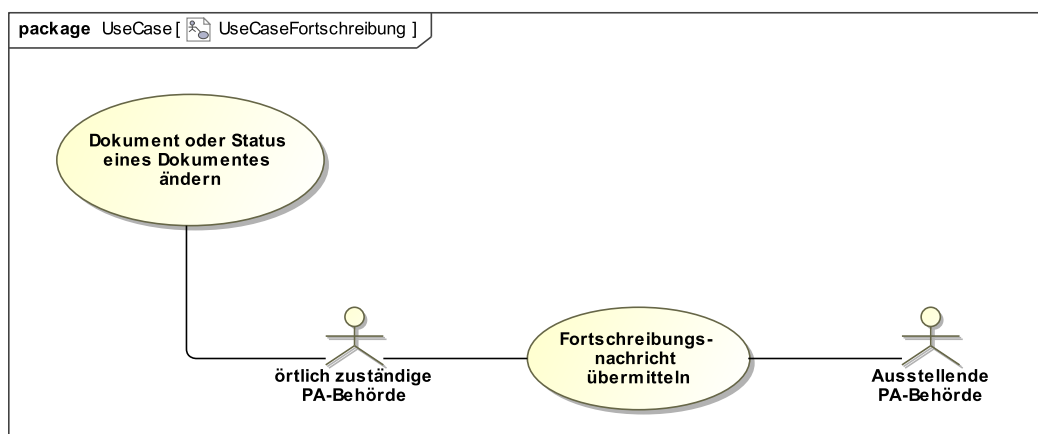 package UseCase [ UseCaseFortschreibung ]
Dokument oder Status
eines Dokumentes
ändern
örtlich zuständige
PA-Behörde
Fortschreibungs-
nachricht
übermitteln
Ausstellende
PA-Behörde